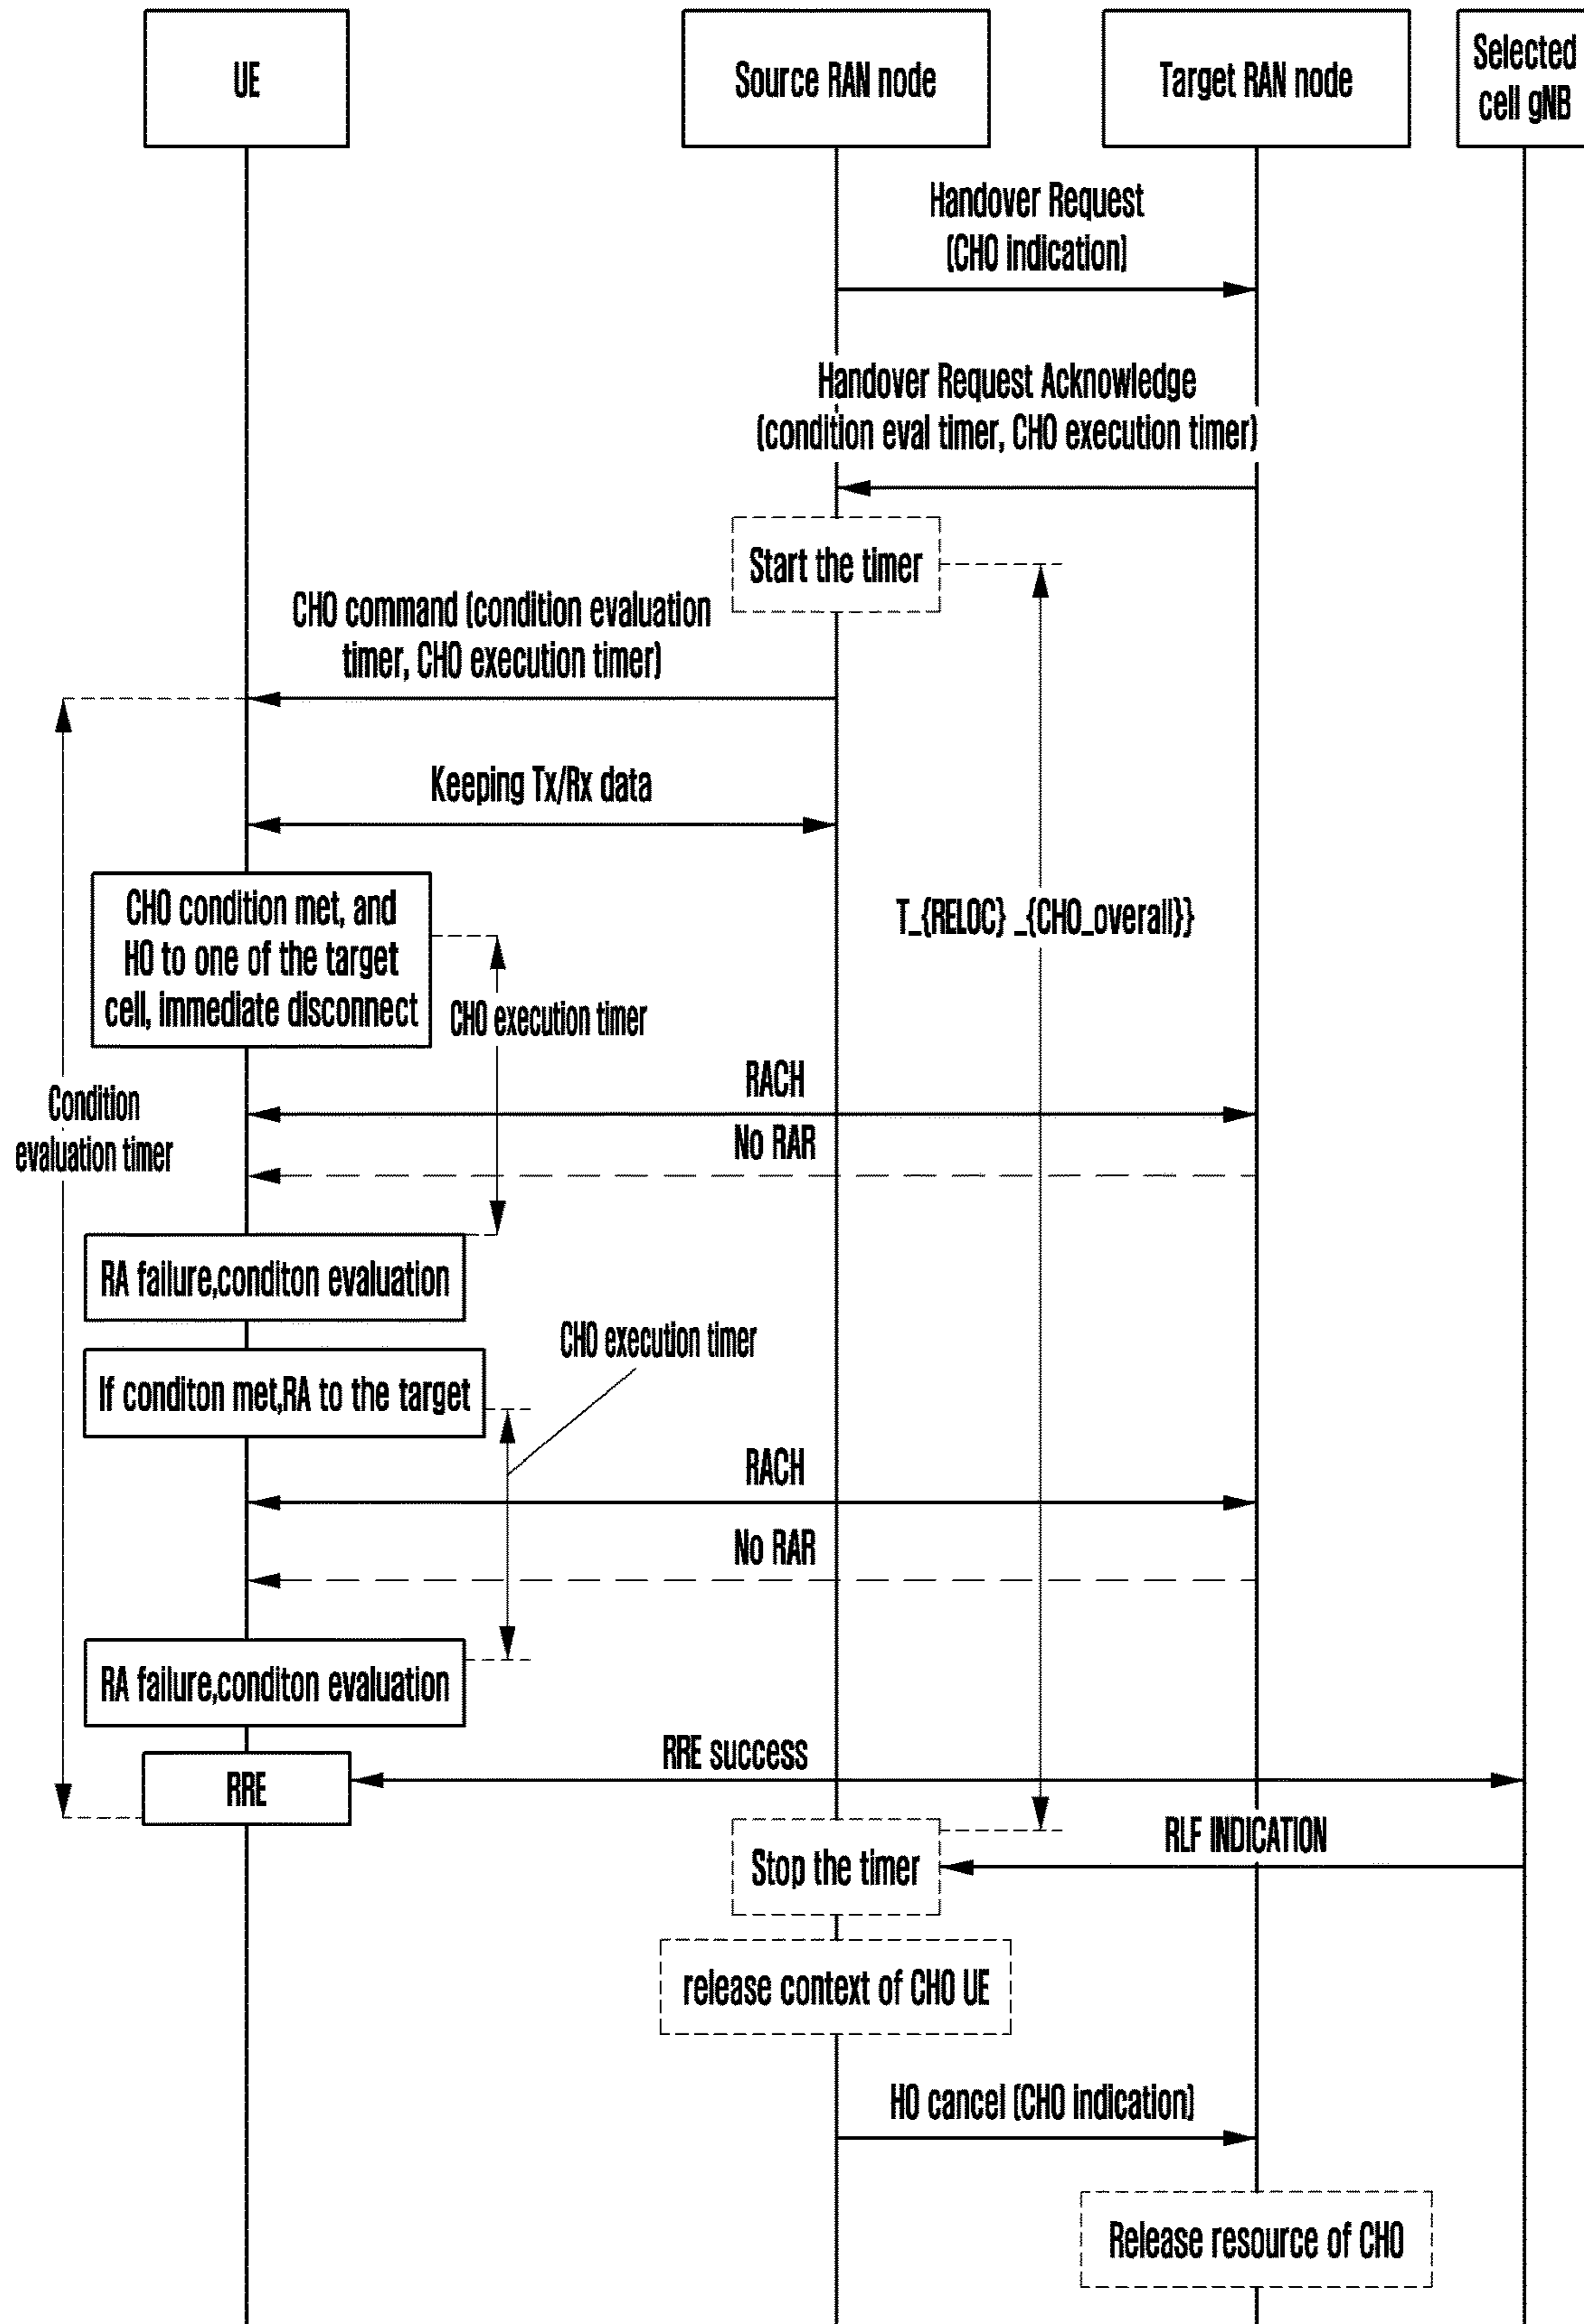 UE
Source RAN node
Target RAN node
Selected
cell gNB
Handover Request
(CHO indication)
Handover Request Acknowledge
(condition eval timer, CHO execution timer)
Start the timer
CHO command (condition evaluation
timer, CHO execution timer)
Keeping Tx/Rx data
CHO condition met, and
HO to one of the target
cell, immediate disconnect
T_{RELOC} _{CHO_overall}}
CHO execution timer
RACH
Condition
evaluation timer
No RAR
RA failure,conditon evaluation
CHO execution timer
If conditon met,RA to the target
RACH
No RAR
RA failure,conditon evaluation
RRE success
RRE
RLF INDICATION
Stop the timer
release context of CHO UE
HO cancel (CHO indication)
Release resource of CHO